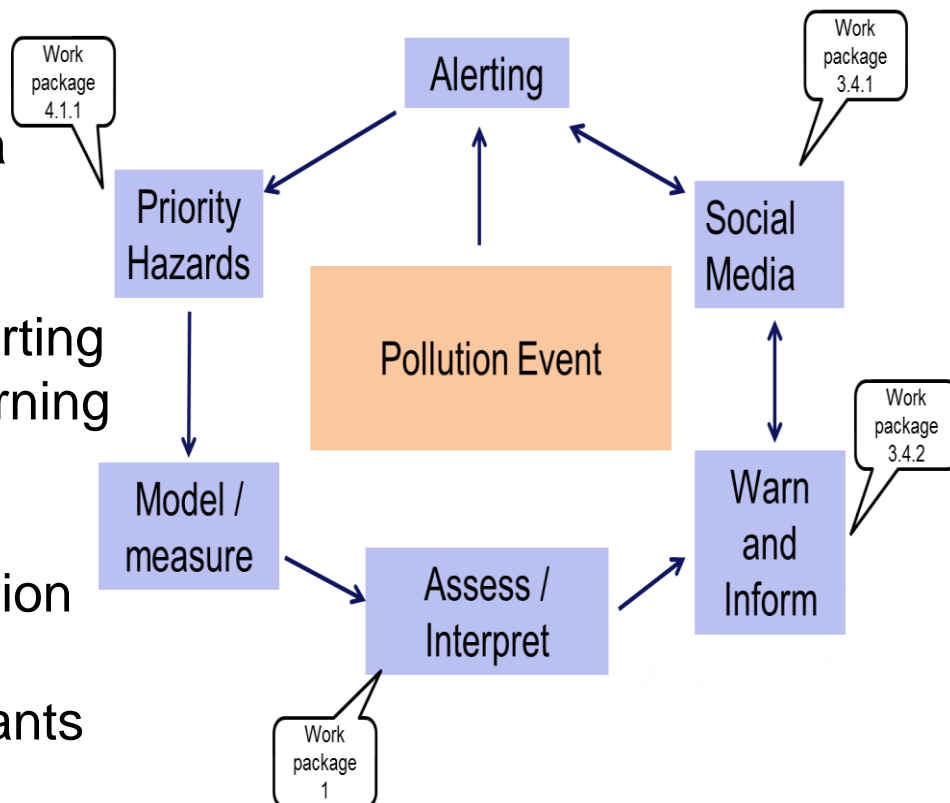 Work
package
4.1.1
Alerting
Work
package
3.4.1
a
Priority
Hazards
Social
Media
rting
rning
Pollution Event
Work
package
3.4.2
Model /
measure
Warn
and
Inform
ion
Assess /
Interpret
ants
Work
package
1